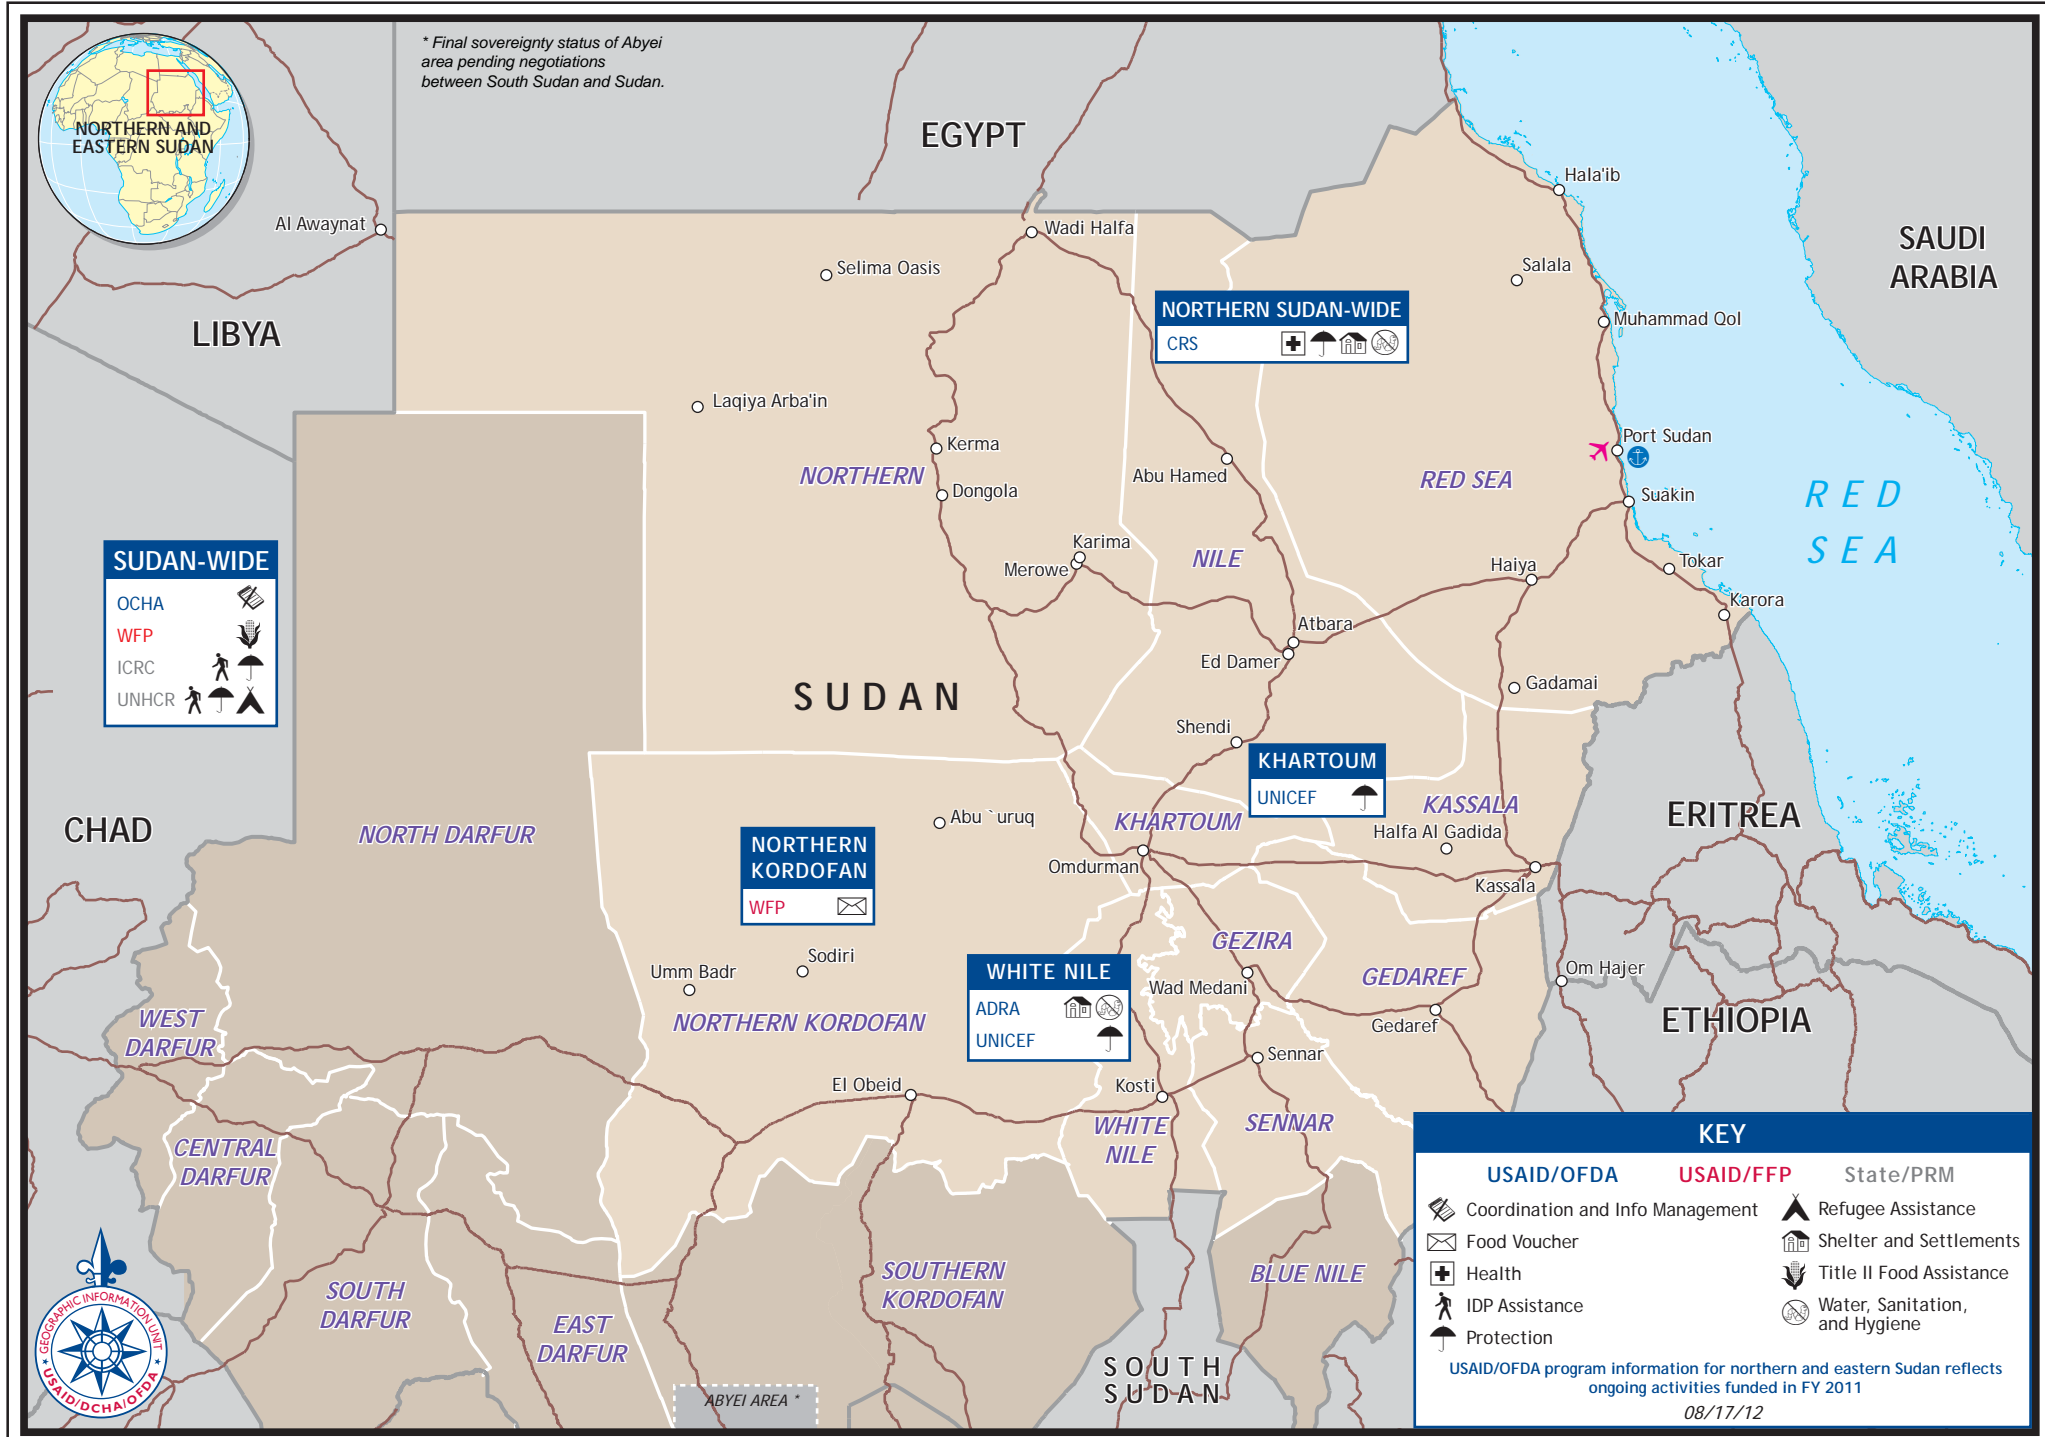 * Final sovereignty status of Abyei
area pending negotiations
between South Sudan and Sudan.
NORTHERN AND
EASTERN SUDAN
EGYPT
Hala'ib
Al Awaynat
Wadi Halfa
SAUDI
ARABIA
Selima Oasis
Salala
LIBYA
NORTHERN SUDAN-WIDE
CRS
Muhammad Qol
Laqiya Arba'in
Kerma
Port Sudan
NORTHERN
Abu Hamed
RED SEA
Dongola
Suakin
RED
SEA
SUDAN-WIDE
OCHA
WFP
ICRC
UNHCR
Karima
Merowe
NILE
Haiya
Tokar
Karora
Atbara
Ed Damer
SUDAN
Gadamai
Shendi
KHARTOUM
UNICEF
KASSALA
ERITREA
CHAD
NORTH DARFUR
Abu `uruq
KHARTOUM
Halfa Al Gadida
NORTHERN
KORDOFAN
WFP
Omdurman
Kassala
GEZIRA
Sodiri
Umm Badr
WHITE NILE
ADRA
UNICEF
Wad Medani
GEDAREF
Om Hajer
WEST
DARFUR
NORTHERN KORDOFAN
Gedaref
ETHIOPIA
Sennar
El Obeid
Kosti
WHITE
NILE
SENNAR
CENTRAL
DARFUR
SOUTH
DARFUR
SOUTHERN
KORDOFAN
BLUE NILE
EAST
DARFUR
SOUTH
SUDAN
ABYEI AREA *
GEOGRAPHIC INFORMATION UNIT
USAID/DCHA/OFDA
KEY
USAID/OFDA USAID/FFP State/PRM
Coordination and Info Management
Food Voucher
Health
IDP Assistance
Protection
Refugee Assistance
Shelter and Settlements
Title II Food Assistance
Water, Sanitation,
and Hygiene
USAID/OFDA program information for northern and eastern Sudan reflects
ongoing activities funded in FY 2011
08/17/12